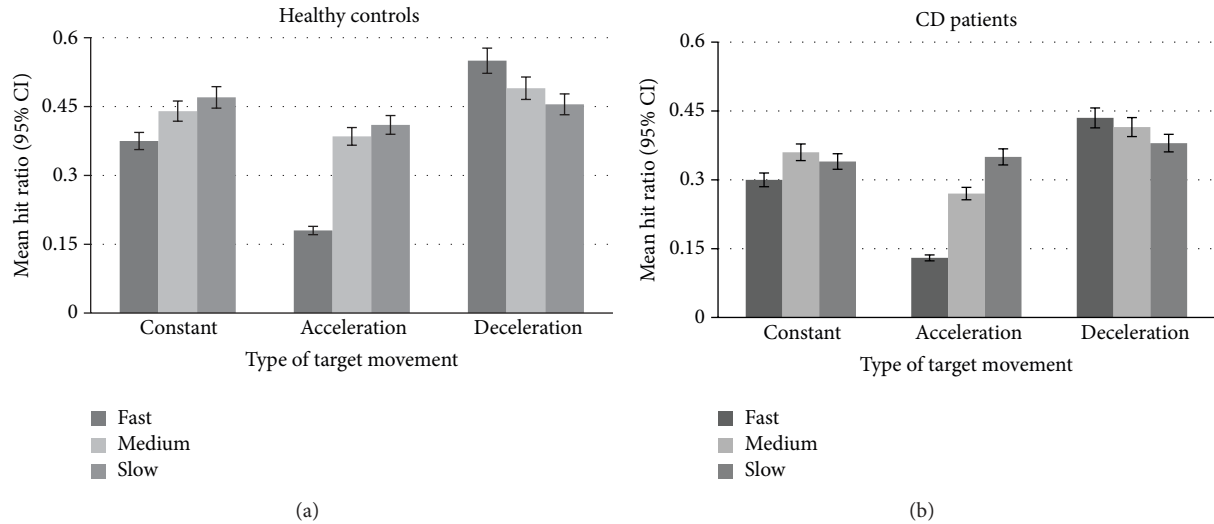 Healthy controls
0.6
0.45
0.3
0.15
0
Mean hit ratio (95% CI)
Constant Acceleration Deceleration
Type of target movement
Fast
Medium
Slow
(a)
CD patients
0.6
0.45
0.3
0.15
0
Mean hit ratio (95% CI)
Constant Acceleration Deceleration
Type of target movement
Fast
Medium
Slow
(b)